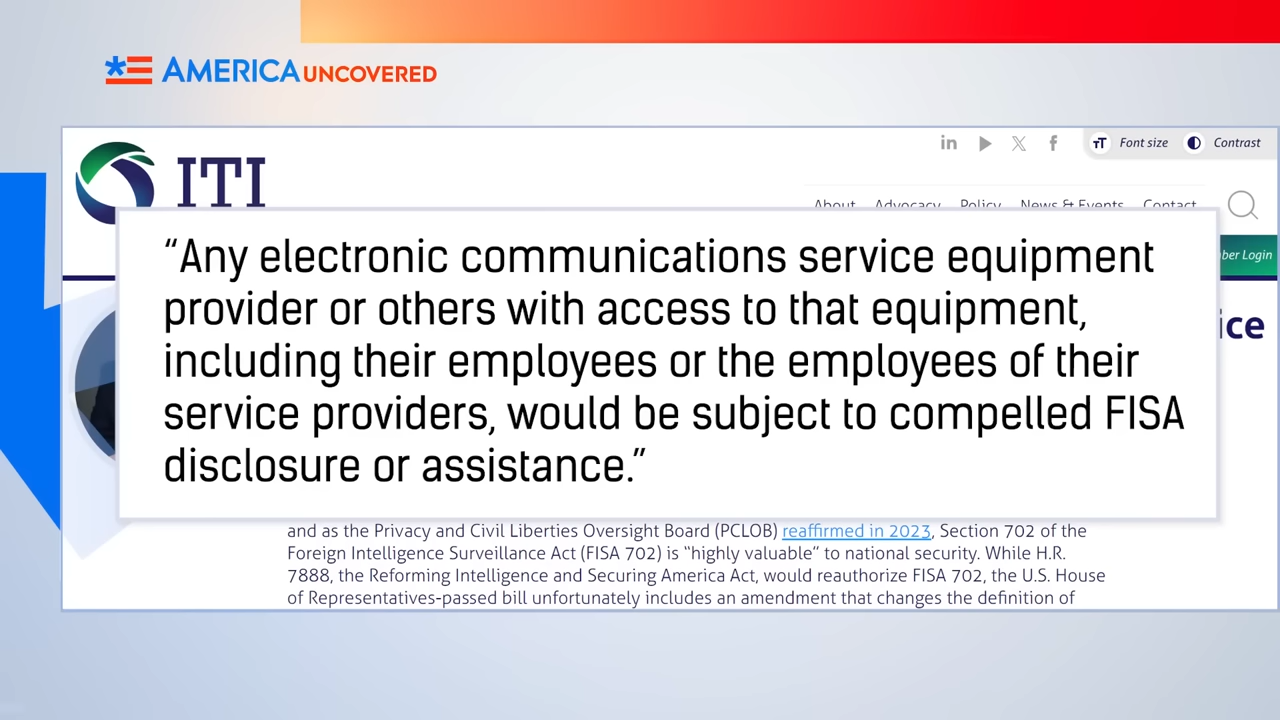 AMERICA UNCOVERED
ITI
Font size
Contrast
About Advocacy Policy News & Events Contact
Login
“Any electronic communications service equipment
provider or others with access to that equipment,
including their employees or the employees of their
service providers, would be subject to compelled FISA
disclosure or assistance.”
and as the Privacy and Civil Liberties Oversight Board (PCLOB) reaffirmed in 2023, Section 702 of the
Foreign Intelligence Surveillance Act (FISA 702) is “highly valuable” to national security. While H.R.
7888, the Reforming Intelligence and Securing America Act, would reauthorize FISA 702, the U.S. House
of Representatives-passed bill unfortunately includes an amendment that changes the definition of